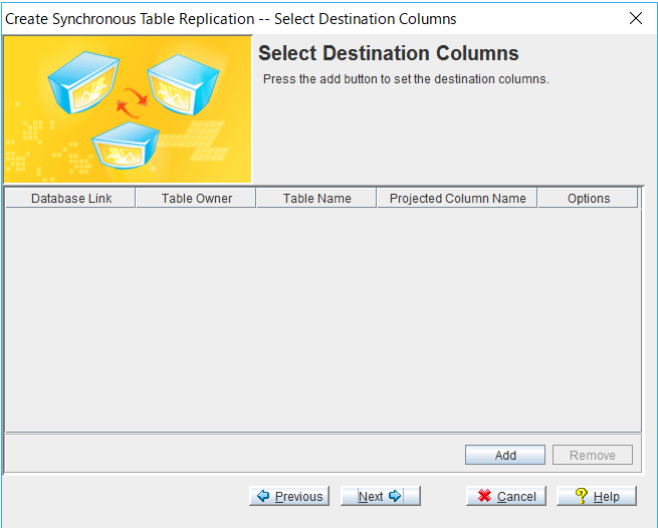 Create Synchronous Table Replication -- Select Destination Columns
Select Destination Columns
Press the add button to set the destination columns.
Database Link Table Owner Table Name Projected Column Name Options
Add Remove
Previous Next Cancel Help